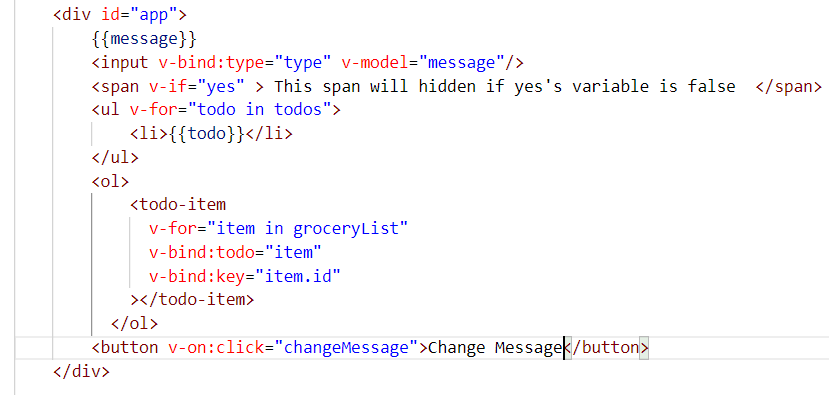 <div id="app">
{{message}}
<input v-bind:type="type" v-model="message"/>
<span v-if="yes" > This span will hidden if yes's variable is false  </span>
<ul v-for="todo in todos">
<li>{{todo}}</li>
</ul>
<ol>
<todo-item
v-for="item in groceryList"
v-bind:todo="item"
v-bind:key="item.id"
></todo-item>
</ol>
<button v-on:click="changeMessage">Change Message</button>
</div>